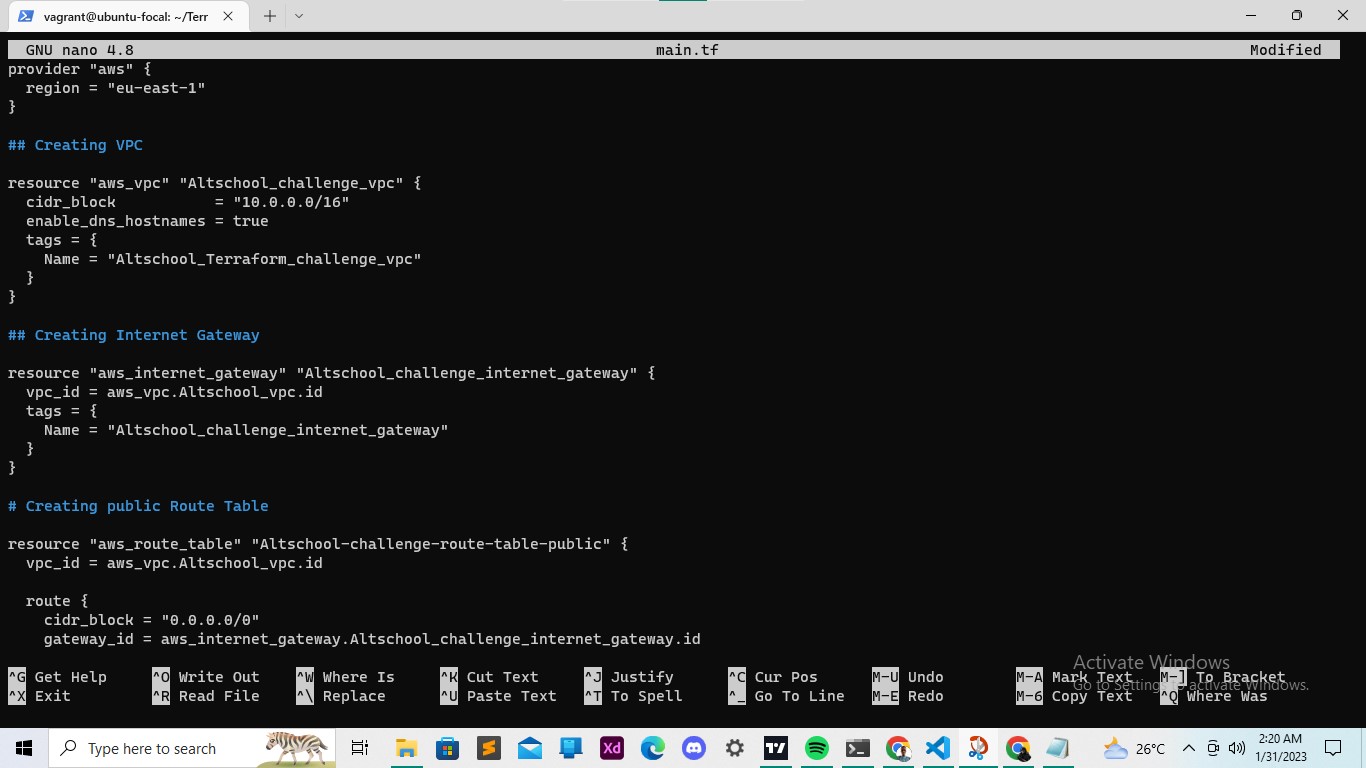 vagrant@ubuntu-focal: ~/Terr
GNU nano 4.8 main.tf Modified
provider "aws" {
  region = "eu-east-1"
}

## Creating VPC

resource "aws_vpc" "Altschool_challenge_vpc" {
  cidr_block           = "10.0.0.0/16"
  enable_dns_hostnames = true
  tags = {
    Name = "Altschool_Terraform_challenge_vpc"
  }
}

## Creating Internet Gateway

resource "aws_internet_gateway" "Altschool_challenge_internet_gateway" {
  vpc_id = aws_vpc.Altschool_vpc.id
  tags = {
    Name = "Altschool_challenge_internet_gateway"
  }
}

# Creating public Route Table

resource "aws_route_table" "Altschool-challenge-route-table-public" {
  vpc_id = aws_vpc.Altschool_vpc.id

  route {
    cidr_block = "0.0.0.0/0"
    gateway_id = aws_internet_gateway.Altschool_challenge_internet_gateway.id
Activate Windows
Go to Settings to activate Windows.
^G Get Help ^O Write Out ^W Where Is ^K Cut Text ^J Justify ^C Cur Pos M-U Undo M-A Mark Text M-] To Bracket
^X Exit ^R Read File ^\ Replace ^U Paste Text ^T To Spell ^_ Go To Line M-E Redo M-6 Copy Text ^Q Where Was
Type here to search
Xd
26°C
2:20 AM
1/31/2023